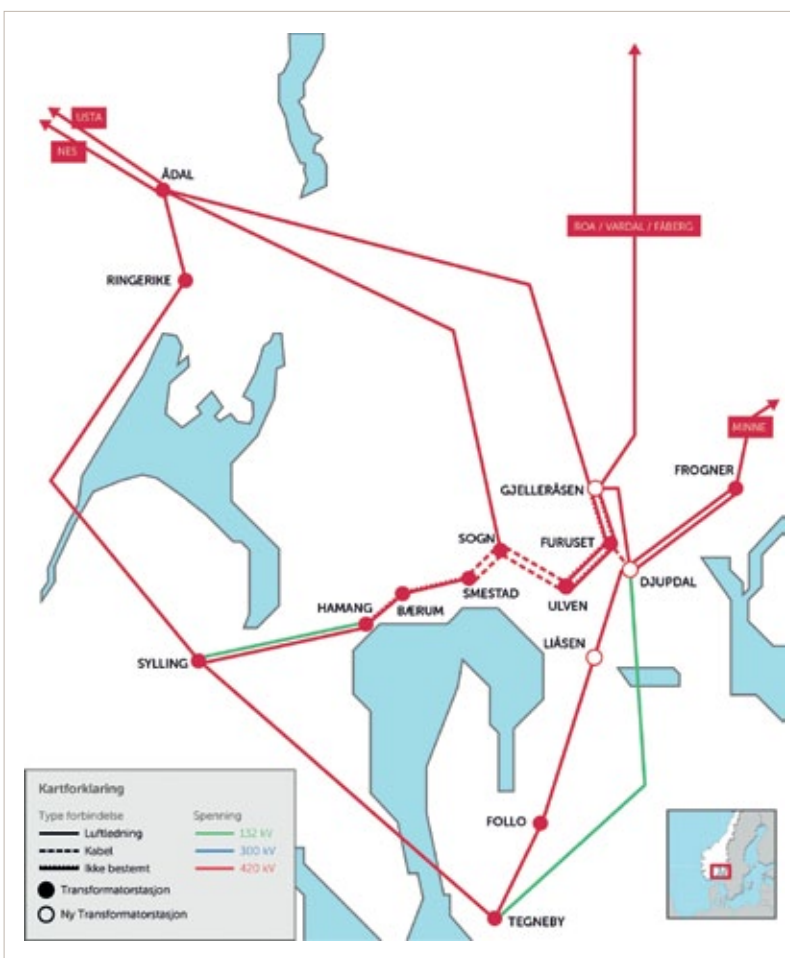 USTA
NES
ÅDAL
ROA / VARDAL / FÅBERG
RINGERIKE
MINNE
FROGNER
GJELLERÅSEN
SOGN
FURUSET
SMESTAD
DJUPDAL
ULVEN
BÆRUM
HAMANG
LIÅSEN
SYLLING
FOLLO
TEGNEBY
Kartforklaring
Type forbindelse Spenning
Luftledning 132 kV
Kabel 300 kV
Ikke bestemt 420 kV
Transformatorstasjon
Ny Transformatorstasjon